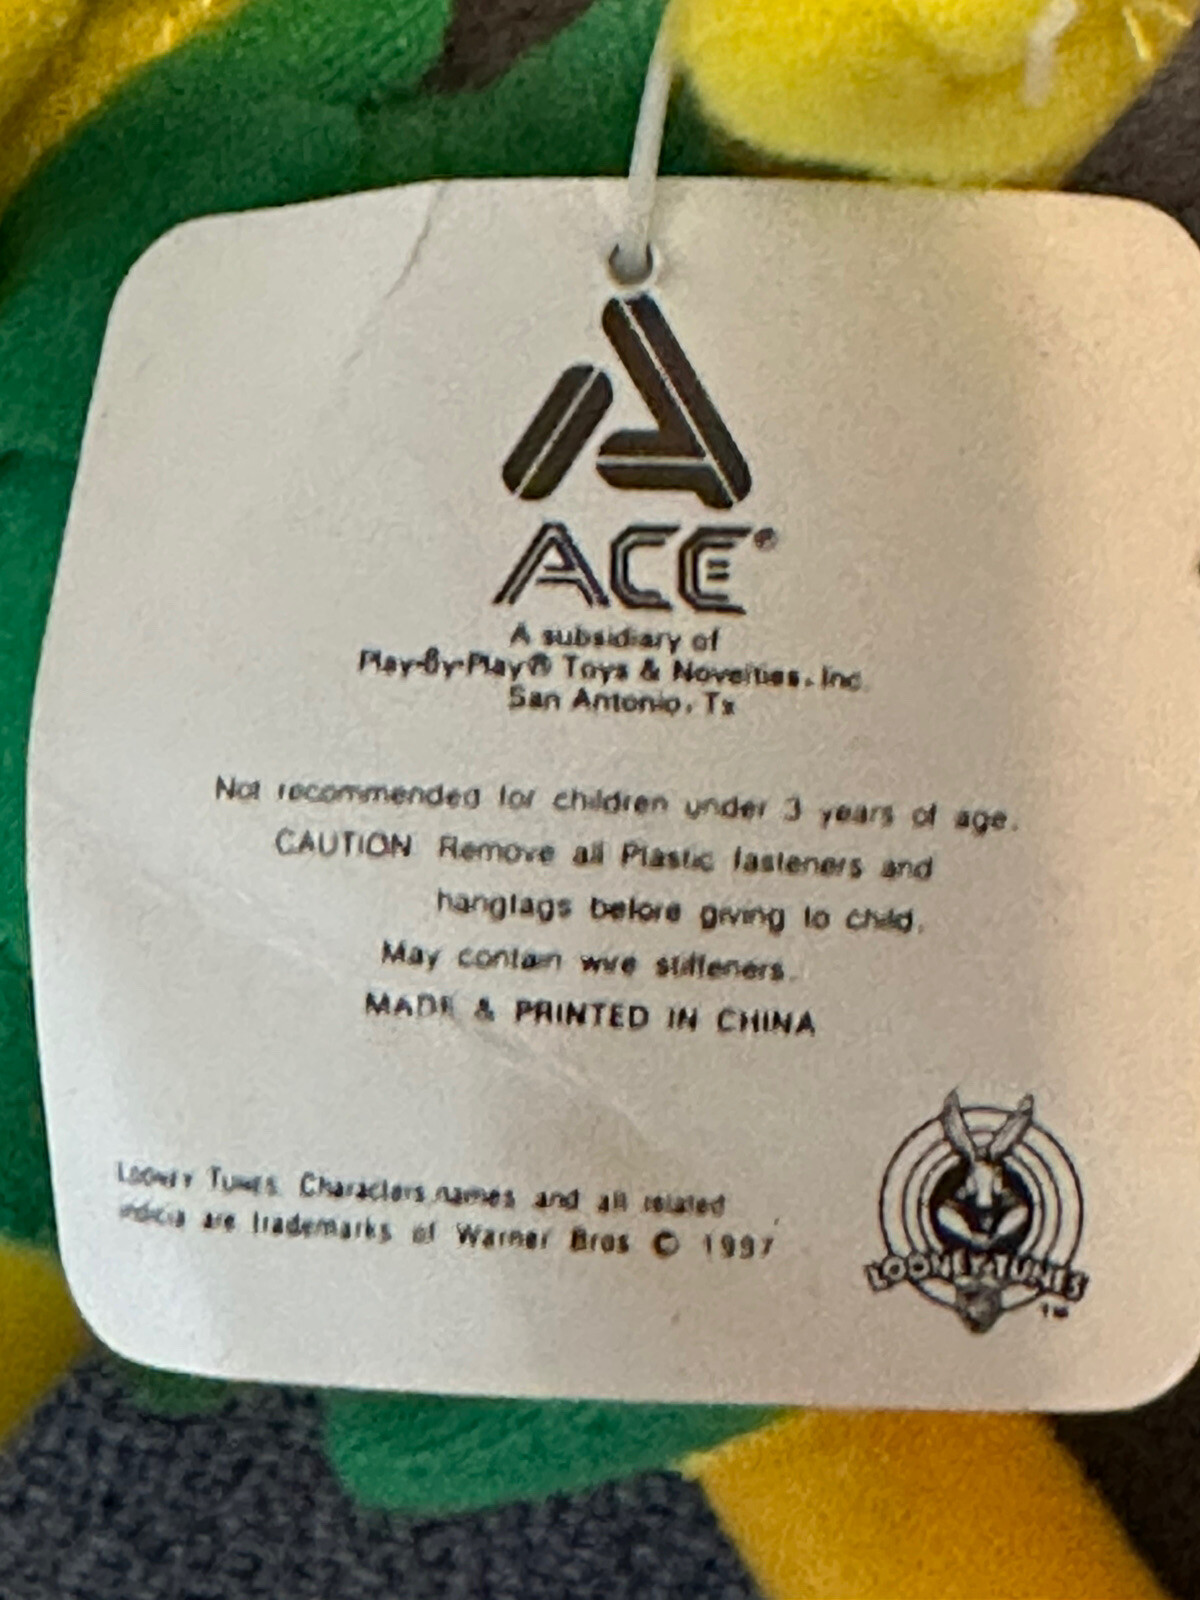 A
ACE®
A subsidiary of
Play-By-Play® Toys & Novelties, Inc.
San Antonio, Tx
Not recommended for children under 3 years of age.
CAUTION Remove all Plastic fasteners and
hangtags before giving to child.
May contain wire stiffeners.
MADE & PRINTED IN CHINA
LOONEY TUNES. Characters, names and all related
indicia are trademarks of Warner Bros © 1997
LOONEY TUNES
TM